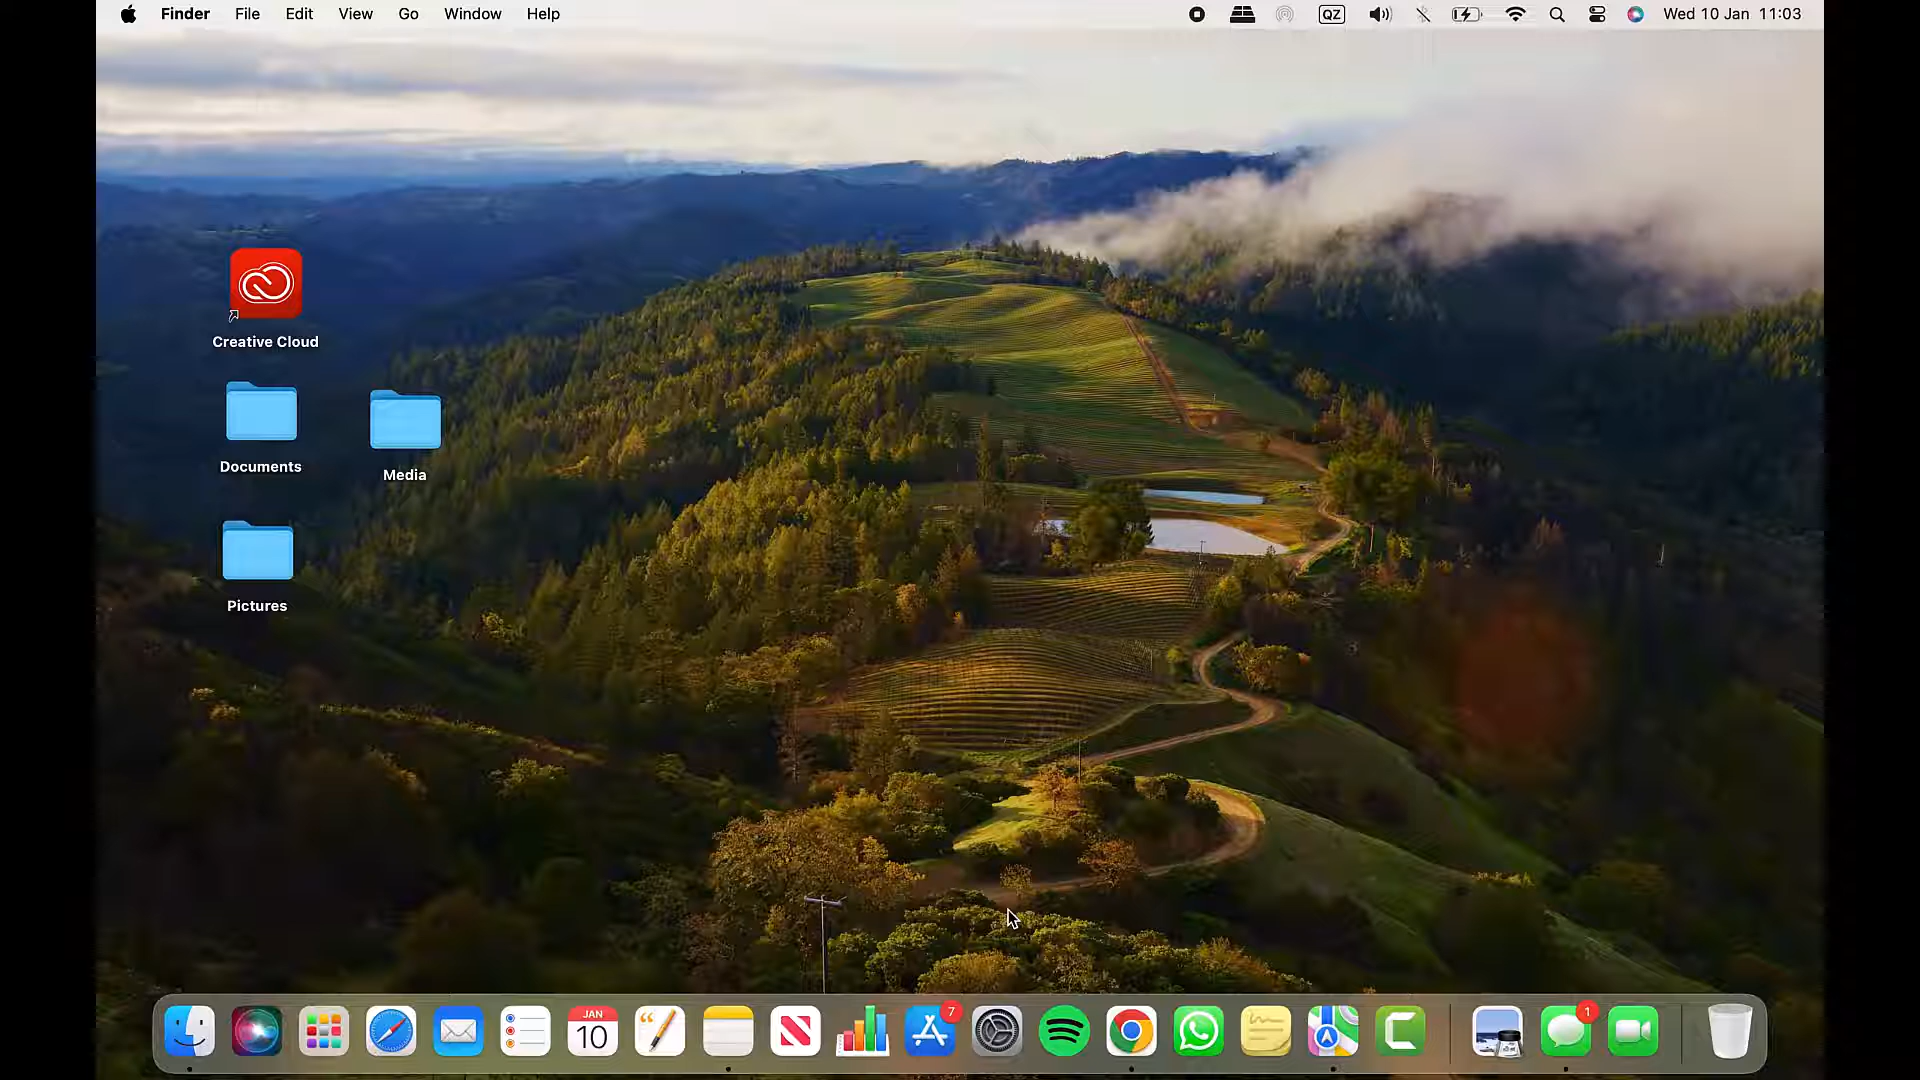 Finder File Edit View Go Window Help QZ Wed 10 Jan 11:03
Creative Cloud
Documents
Media
Pictures
JAN
10
7
1